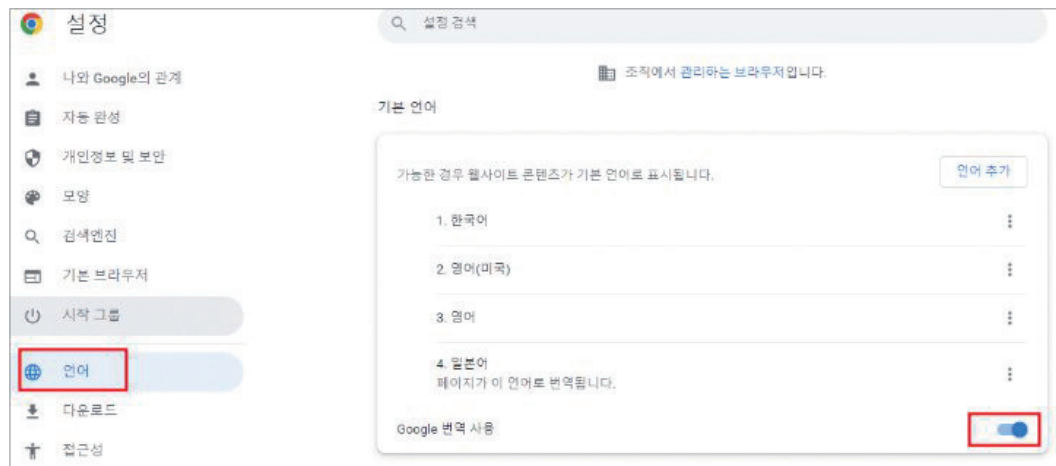 설정
설정 검색
나와 Google의 관계
자동 완성
개인정보 및 보안
모양
검색엔진
기본 브라우저
시작 그룹
언어
다운로드
접근성
조직에서 관리하는 브라우저입니다.
기본 언어
가능한 경우 웹사이트 콘텐츠가 기본 언어로 표시됩니다.
언어 추가
1. 한국어
2. 영어(미국)
3. 영어
4. 일본어
페이지가 이 언어로 번역됩니다.
Google 번역 사용